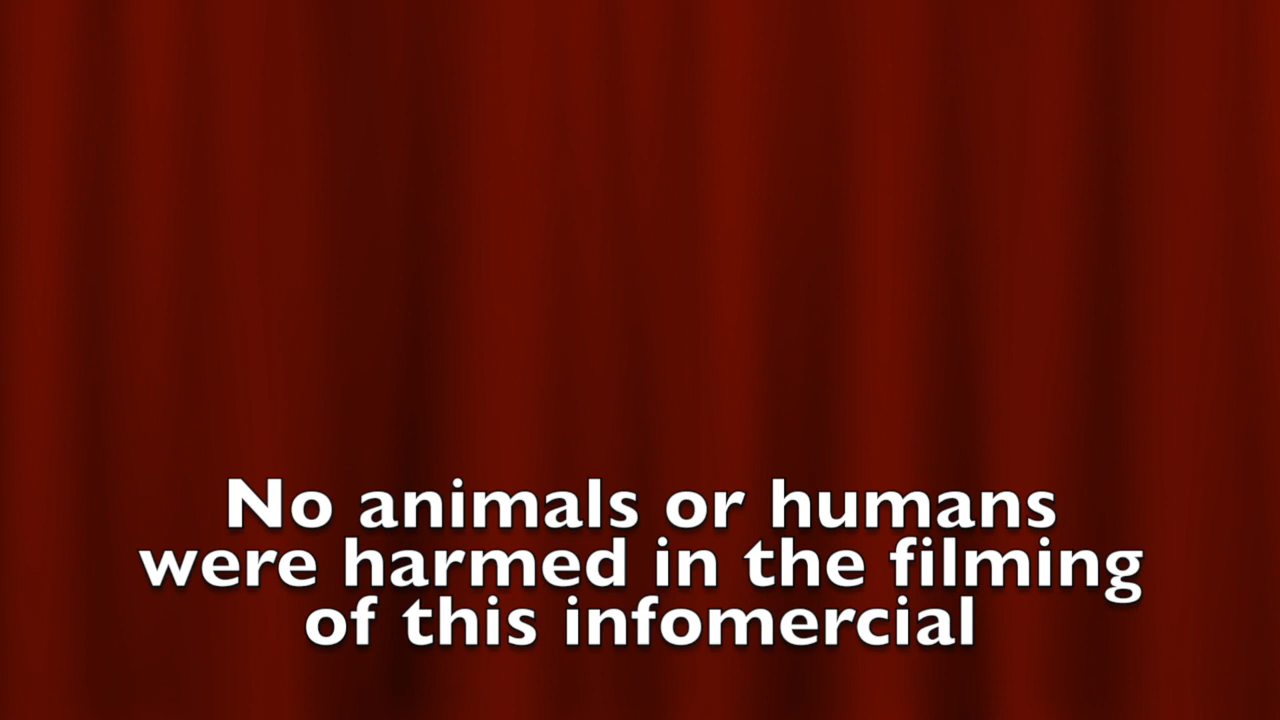 No animals or humans
were harmed in the filming
of this infomercial